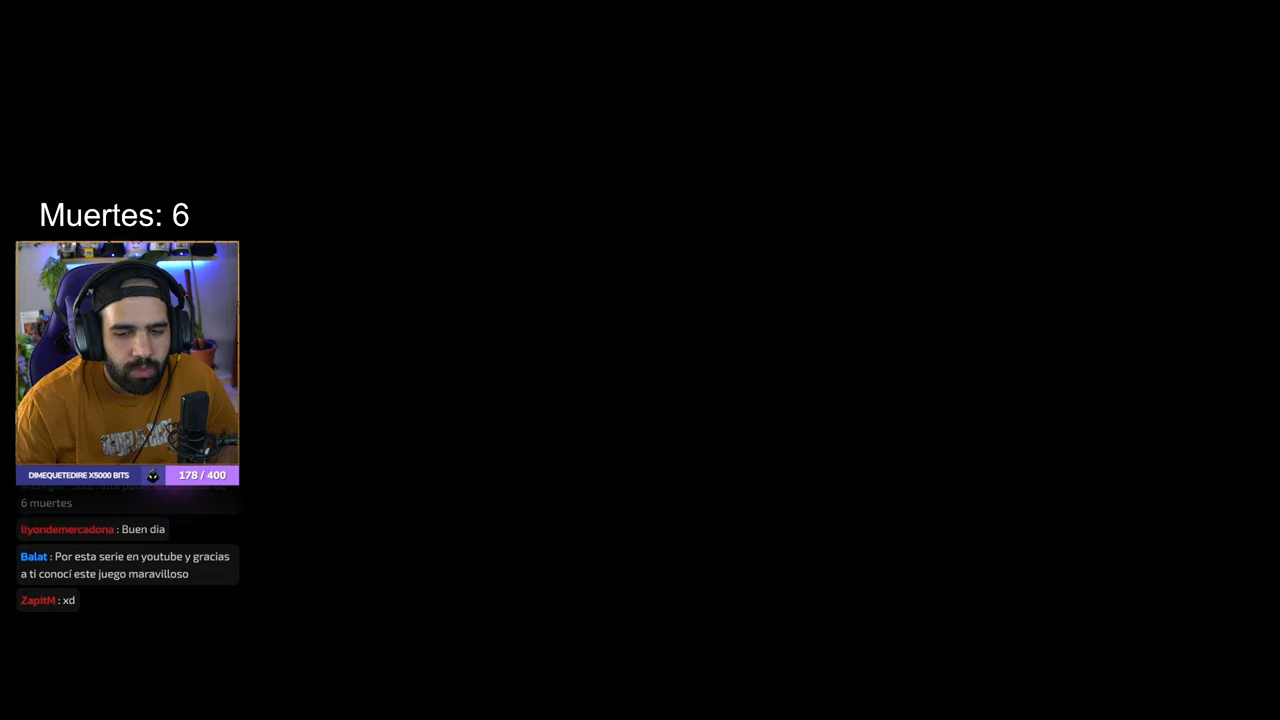 Muertes: 6
DIMEQUETEDIRE X5000 BITS
178 / 400
6 muertes
liyondemercadona : Buen dia
Balat : Por esta serie en youtube y gracias
a ti conocí este juego maravilloso
ZapitM : xd